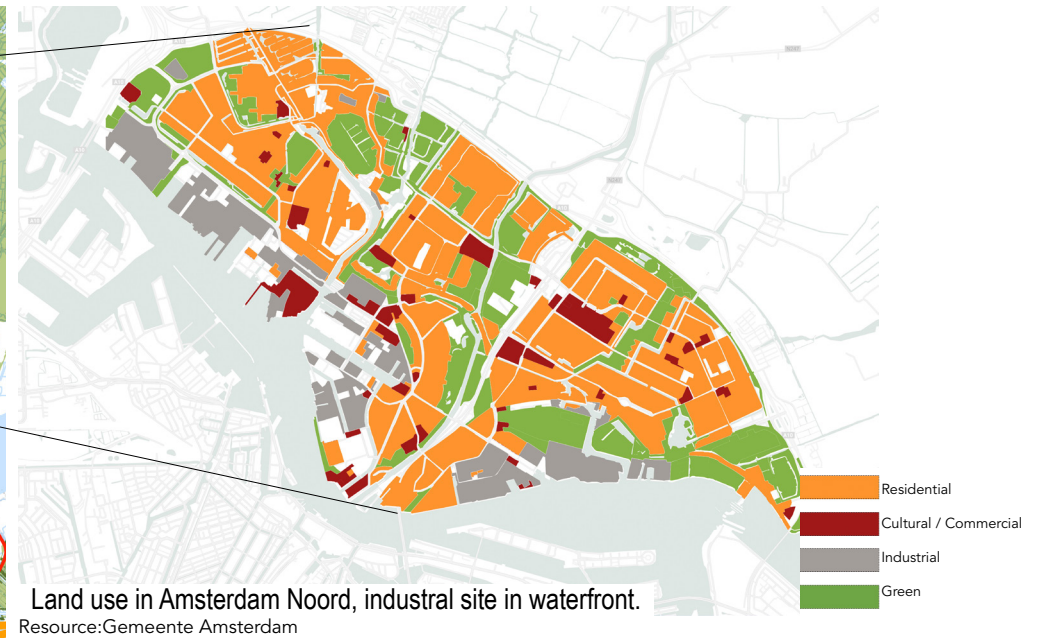 Residential
Cultural / Commercial
Industrial
Green
Land use in Amsterdam Noord, industral site in waterfront.
Resource:Gemeente Amsterdam